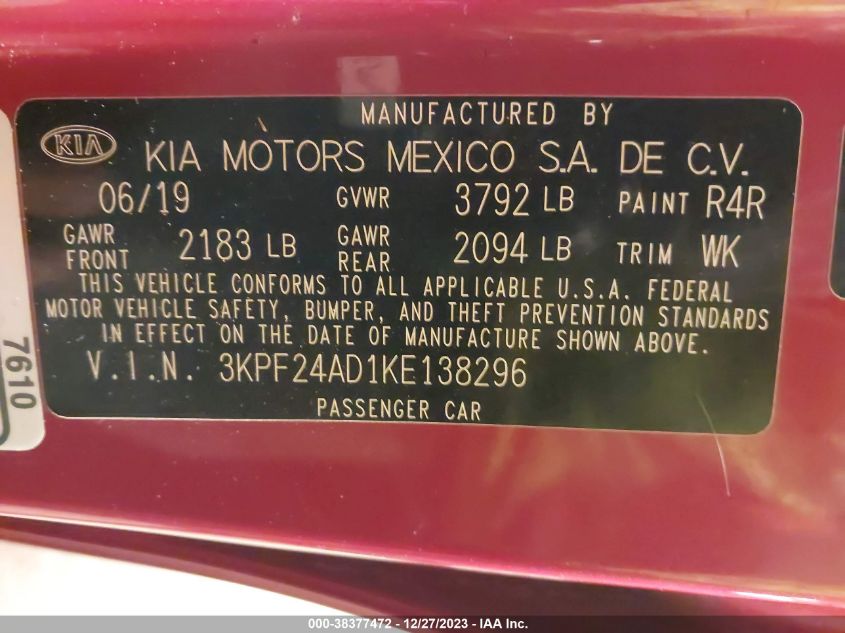 MANUFACTURED BY
KIA KIA MOTORS MEXICO S.A. DE C.V.
06/19 GVWR 3792 LB PAINT R4R
GAWR FRONT 2183 LB GAWR REAR 2094 LB TRIM WK
THIS VEHICLE CONFORMS TO ALL APPLICABLE U.S.A. FEDERAL
MOTOR VEHICLE SAFETY, BUMPER, AND THEFT PREVENTION STANDARDS
IN EFFECT ON THE DATE OF MANUFACTURE SHOWN ABOVE.
V.I.N. 3KPF24AD1KE138296
PASSENGER CAR
7610
000-38377472 - 12/27/2023 - IAA Inc.